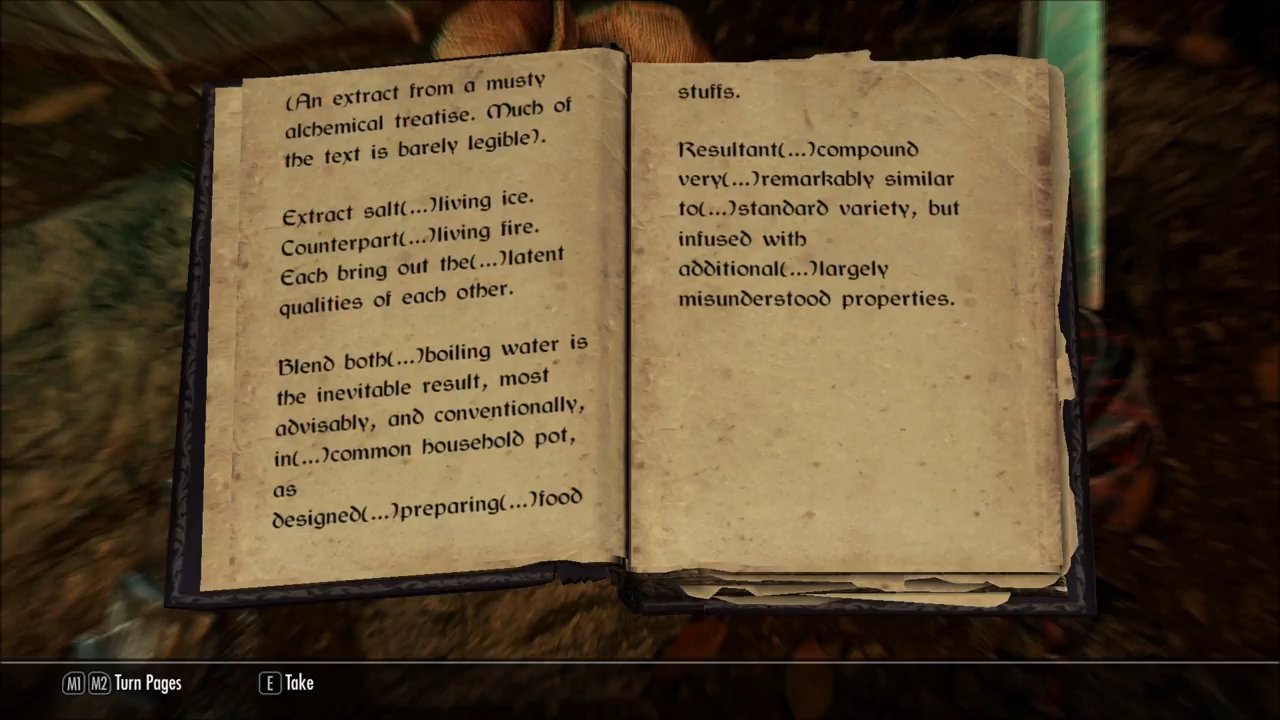 (An extract from a musty
alchemical treatise. Much of
the text is barely legible).
Extract salt(...)living ice.
Counterpart(...)living fire.
Each bring out the(...)latent
qualities of each other.
Blend both(...)boiling water is
the inevitable result, most
advisably, and conventionally,
in(...)common household pot,
as
designed(...)preparing(...)food
stuffs.
Resultant(...)compound
very(...)remarkably similar
to(...)standard variety, but
infused with
additional(...)largely
misunderstood properties.
M1 M2 Turn Pages
E Take